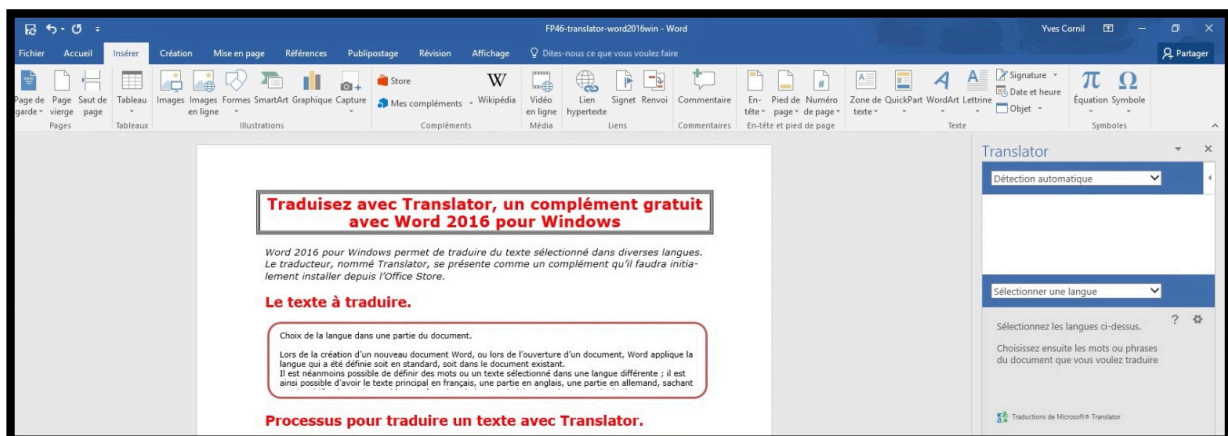 FP46-translator-word2016win - Word
Yves Cornil
Fichier Accueil Insérer Création Mise en page Références Publipostage Révision Affichage Dites-nous ce que vous voulez faire
Partager
Page de garde
Page vierge
Saut de page
Tableau
Images
Images en ligne
Formes
SmartArt
Graphique
Capture
Store
Mes compléments
W
Wikipédia
Vidéo en ligne
Lien hypertexte
Signet
Renvoi
Commentaire
En-tête
Pied de page
Numéro de page
#
Zone de texte
QuickPart
WordArt
Lettrine
Signature
Date et heure
Objet
π
Équation
Ω
Symbole
Pages
Tableaux
Illustrations
Compléments
Média
Liens
Commentaires
En-tête et pied de page
Texte
Symboles
Traduisez avec Translator, un complément gratuit
avec Word 2016 pour Windows
Word 2016 pour Windows permet de traduire du texte sélectionné dans diverses langues.
Le traducteur, nommé Translator, se présente comme un complément qu'il faudra initia-
lement installer depuis l'Office Store.
Le texte à traduire.
Choix de la langue dans une partie du document.
Lors de la création d'un nouveau document Word, ou lors de l'ouverture d'un document, Word applique la
langue qui a été définie soit en standard, soit dans le document existant.
Il est néanmoins possible de définir des mots ou un texte sélectionné dans une langue différente ; il est
ainsi possible d'avoir le texte principal en français, une partie en anglais, une partie en allemand, sachant
Processus pour traduire un texte avec Translator.
Translator
Détection automatique
Sélectionner une langue
Sélectionnez les langues ci-dessus.
?
Choisissez ensuite les mots ou phrases
du document que vous voulez traduire
Traductions de Microsoft® Translator